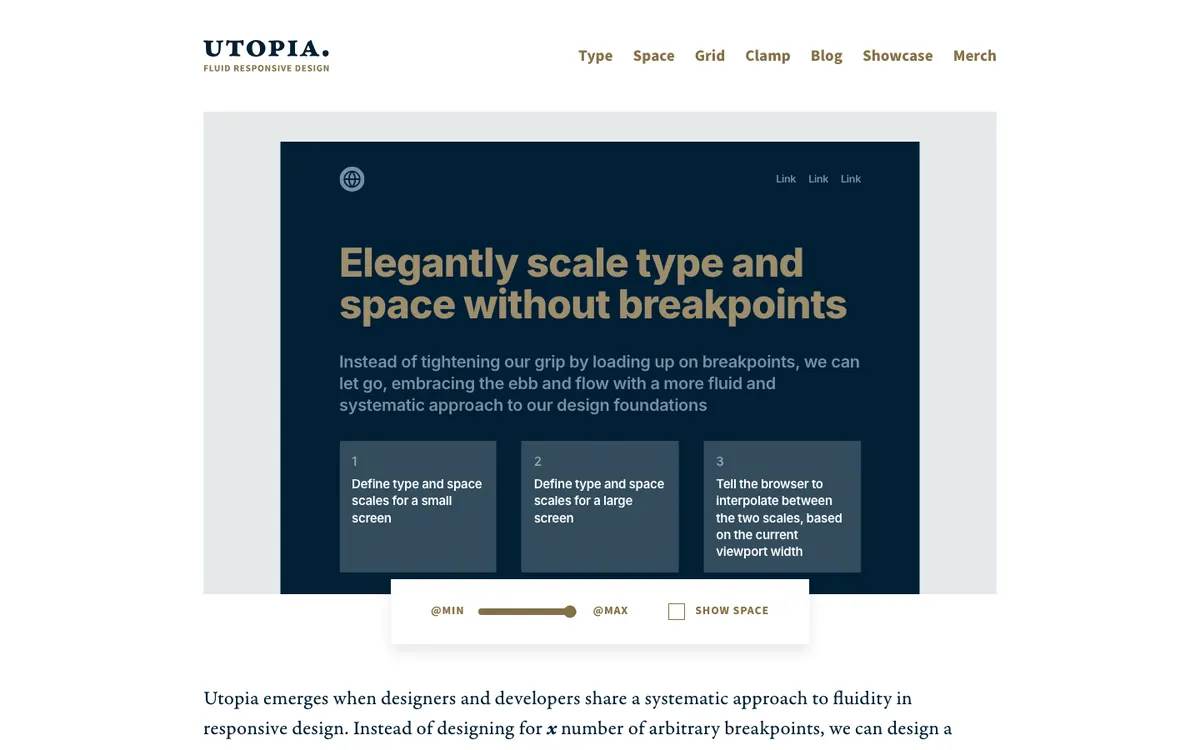 UTOPIA.
FLUID RESPONSIVE DESIGN
Type Space Grid Clamp Blog Showcase Merch
Link Link Link
Elegantly scale type and
space without breakpoints
Instead of tightening our grip by loading up on breakpoints, we can
let go, embracing the ebb and flow with a more fluid and
systematic approach to our design foundations
1
Define type and space
scales for a small
screen
2
Define type and space
scales for a large
screen
3
Tell the browser to
interpolate between
the two scales, based
on the current
viewport width
@MIN @MAX SHOW SPACE
Utopia emerges when designers and developers share a systematic approach to fluidity in
responsive design. Instead of designing for x number of arbitrary breakpoints, we can design a